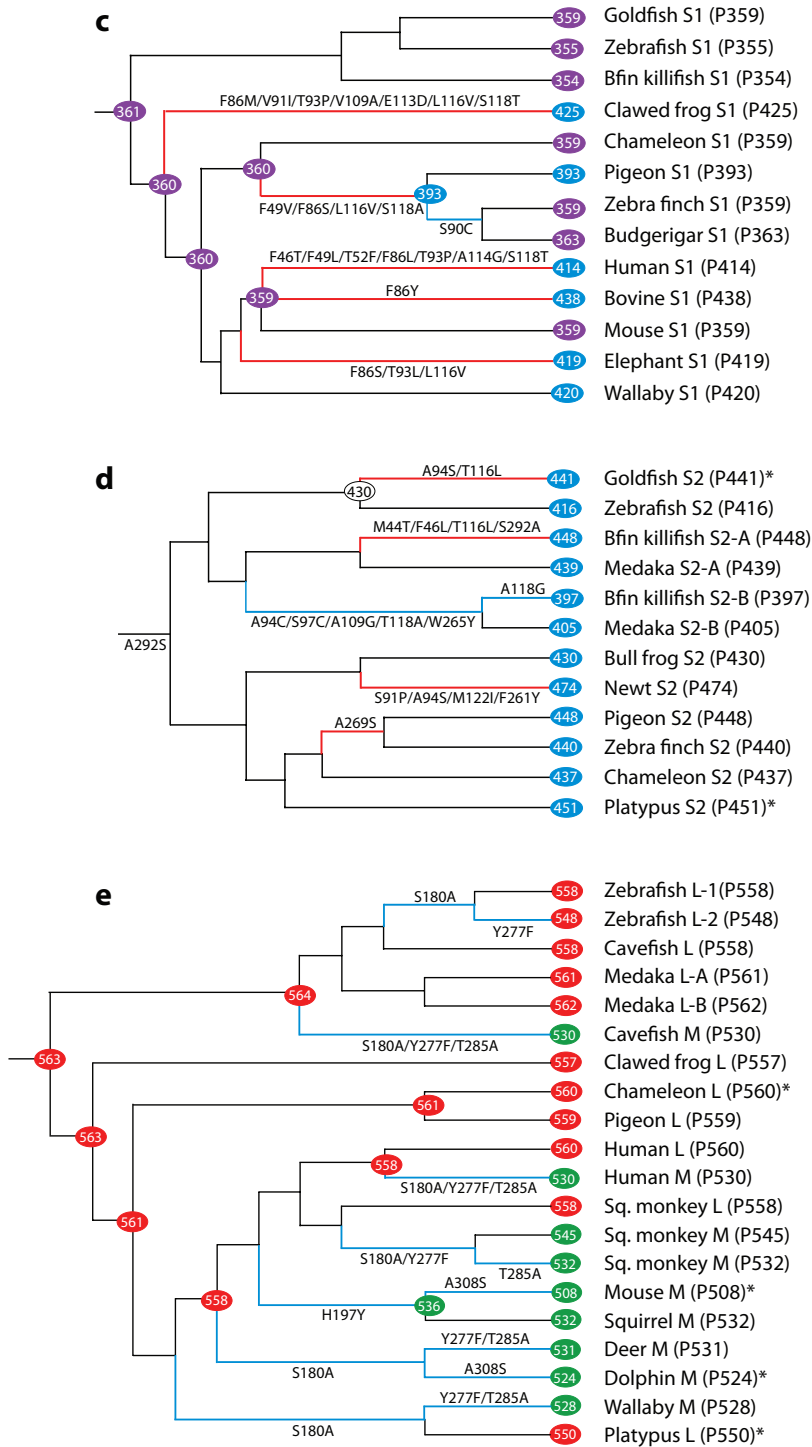 c
359 Goldfish S1 (P359)
355 Zebrafish S1 (P355)
354 Bfin killifish S1 (P354)
F86M/V91I/T93P/V109A/E113D/L116V/S118T
361
425 Clawed frog S1 (P425)
359 Chameleon S1 (P359)
360
393 Pigeon S1 (P393)
360
393
F49V/F86S/L116V/S118A
359 Zebra finch S1 (P359)
S90C
363 Budgerigar S1 (P363)
F46T/F49L/T52F/F86L/T93P/A114G/S118T
360
414 Human S1 (P414)
F86Y
359
438 Bovine S1 (P438)
359 Mouse S1 (P359)
419 Elephant S1 (P419)
F86S/T93L/L116V
420 Wallaby S1 (P420)
d
A94S/T116L
441 Goldfish S2 (P441)*
430
416 Zebrafish S2 (P416)
M44T/F46L/T116L/S292A
448 Bfin killifish S2-A (P448)
439 Medaka S2-A (P439)
A118G
397 Bfin killifish S2-B (P397)
A94C/S97C/A109G/T118A/W265Y
405 Medaka S2-B (P405)
A292S
430 Bull frog S2 (P430)
474 Newt S2 (P474)
S91P/A94S/M122I/F261Y
448 Pigeon S2 (P448)
A269S
440 Zebra finch S2 (P440)
437 Chameleon S2 (P437)
451 Platypus S2 (P451)*
e
558 Zebrafish L-1(P558)
S180A
548 Zebrafish L-2 (P548)
Y277F
558 Cavefish L (P558)
561 Medaka L-A (P561)
564
562 Medaka L-B (P562)
530 Cavefish M (P530)
S180A/Y277F/T285A
563
557 Clawed frog L (P557)
560 Chameleon L (P560)*
561
559 Pigeon L (P559)
563
560 Human L (P560)
558
530 Human M (P530)
S180A/Y277F/T285A
558 Sq. monkey L (P558)
561
545 Sq. monkey M (P545)
S180A/Y277F
532 Sq. monkey M (P532)
T285A
A308S
508 Mouse M (P508)*
558
536
532 Squirrel M (P532)
H197Y
Y277F/T285A
531 Deer M (P531)
S180A
A308S
524 Dolphin M (P524)*
Y277F/T285A
528 Wallaby M (P528)
S180A
550 Platypus L (P550)*